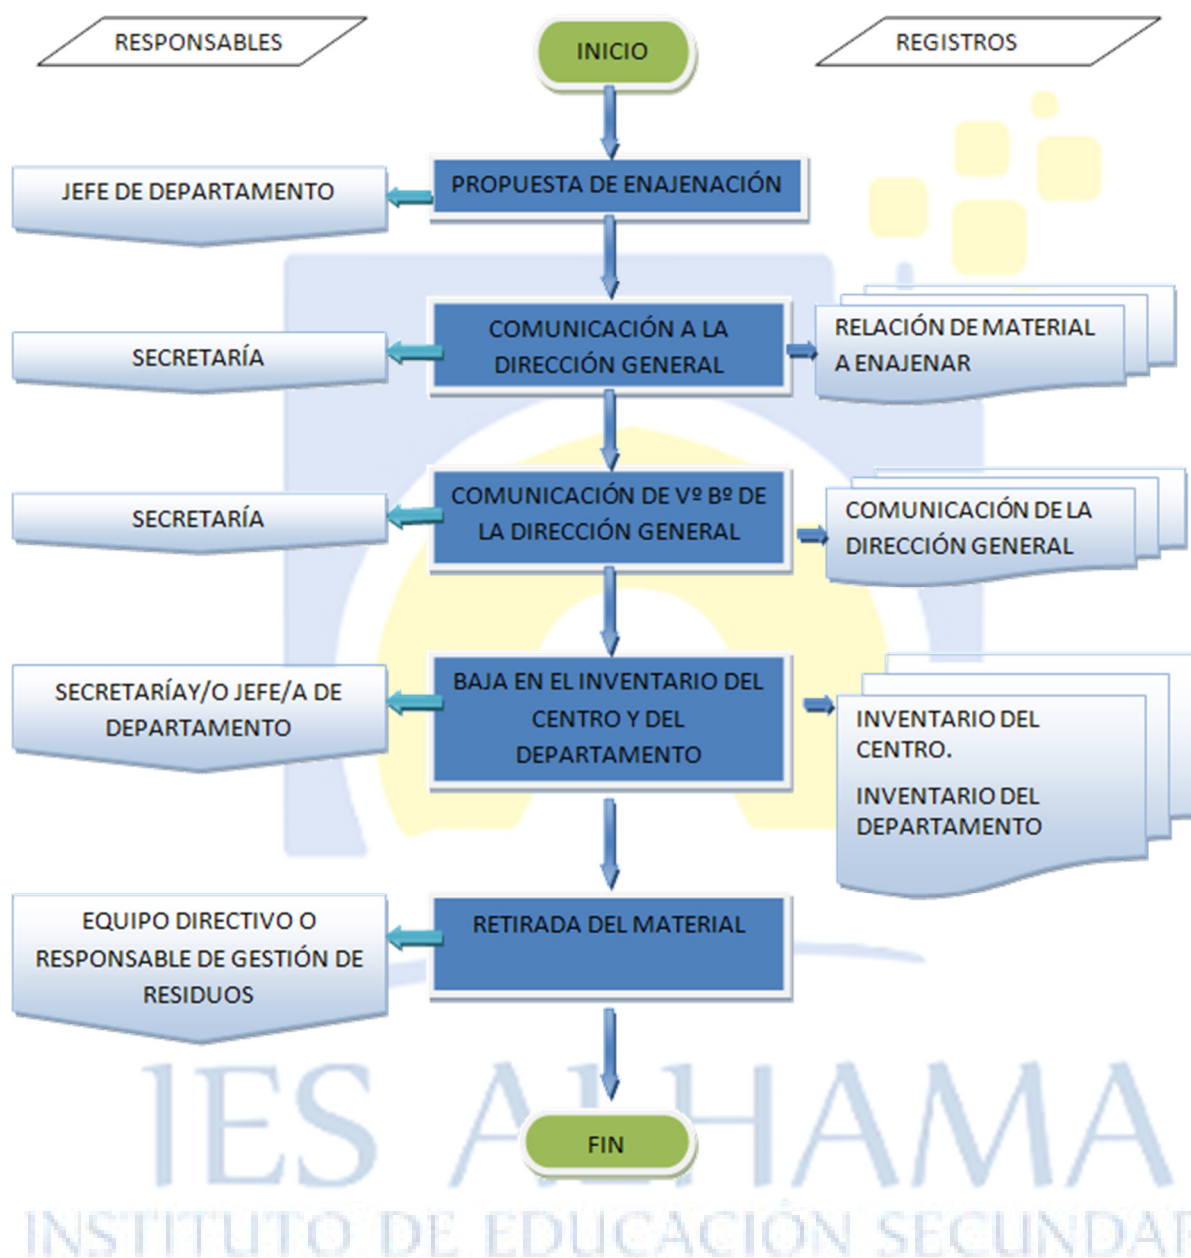 RESPONSABLES
INICIO
REGISTROS
JEFE DE DEPARTAMENTO
PROPUESTA DE ENAJENACIÓN
SECRETARÍA
COMUNICACIÓN A LA
DIRECCIÓN GENERAL
RELACIÓN DE MATERIAL
A ENAJENAR
SECRETARÍA
COMUNICACIÓN DE Vº Bº DE
LA DIRECCIÓN GENERAL
COMUNICACIÓN DE LA
DIRECCIÓN GENERAL
SECRETARÍAY/O JEFE/A DE
DEPARTAMENTO
BAJA EN EL INVENTARIO DEL
CENTRO Y DEL
DEPARTAMENTO
INVENTARIO DEL
CENTRO.
INVENTARIO DEL
DEPARTAMENTO
EQUIPO DIRECTIVO O
RESPONSABLE DE GESTIÓN DE
RESIDUOS
RETIRADA DEL MATERIAL
FIN
IES ALHAMA
INSTITUTO DE EDUCACIÓN SECUNDAR